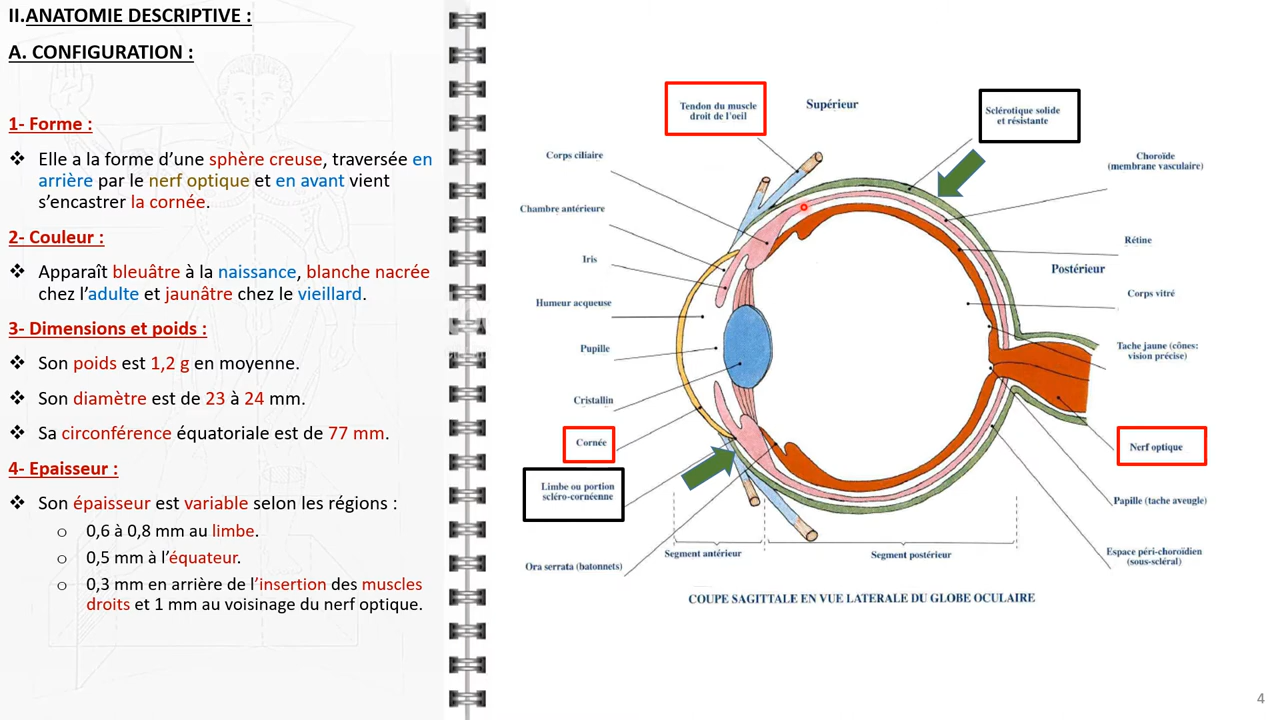 II.ANATOMIE DESCRIPTIVE :
A. CONFIGURATION :
1- Forme :
❖ Elle a la forme d'une sphère creuse, traversée en
arrière par le nerf optique et en avant vient
s'encastrer la cornée.
2- Couleur :
❖ Apparaît bleuâtre à la naissance, blanche nacrée
chez l'adulte et jaunâtre chez le vieillard.
3- Dimensions et poids :
❖ Son poids est 1,2 g en moyenne.
❖ Son diamètre est de 23 à 24 mm.
❖ Sa circonférence équatoriale est de 77 mm.
4- Epaisseur :
❖ Son épaisseur est variable selon les régions :
o 0,6 à 0,8 mm au limbe.
o 0,5 mm à l'équateur.
o 0,3 mm en arrière de l'insertion des muscles
droits et 1 mm au voisinage du nerf optique.
Tendon du muscle
droit de l'oeil
Supérieur
Sclérotique solide
et résistante
Corps ciliaire
Chambre antérieure
Iris
Humeur acqueuse
Pupille
Cristallin
Cornée
Limbe ou portion
scléro-cornéenne
Ora serrata (batonnets)
Choroïde
(membrane vasculaire)
Rétine
Postérieur
Corps vitré
Tache jaune (cônes:
vision précise)
Nerf optique
Papille (tache aveugle)
Espace péri-choroïdien
(sous-scléral)
Segment antérieur
Segment postérieur
COUPE SAGITTALE EN VUE LATERALE DU GLOBE OCULAIRE
4